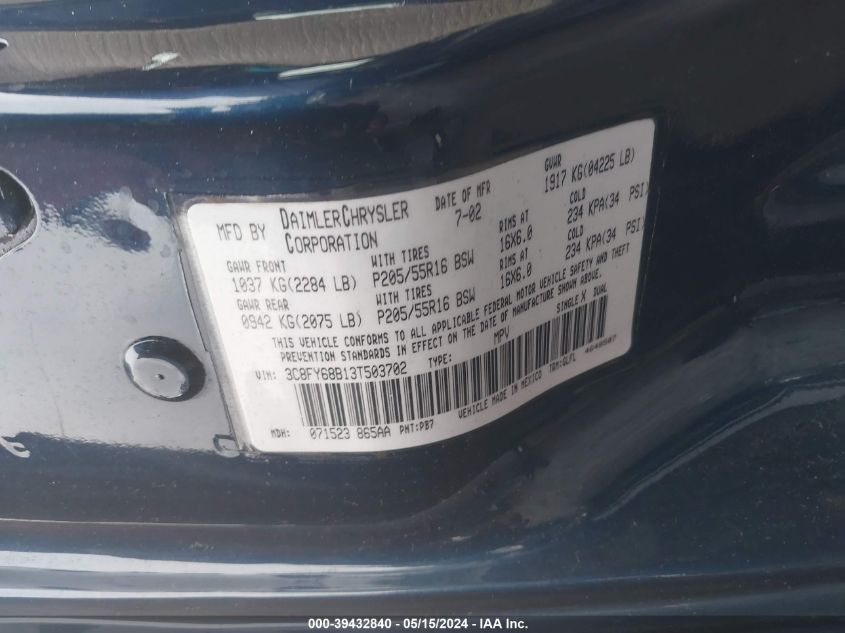 MFD BY DAIMLERCHRYSLER CORPORATION
DATE OF MFR 7-02
GVWR 1917 KG(04225 LB)
GAWR FRONT WITH TIRES RIMS AT COLD
1037 KG(2284 LB) P205/55R16 BSW 16X6.0 234 KPA(34 PSI)
GAWR REAR WITH TIRES RIMS AT COLD
0942 KG(2075 LB) P205/55R16 BSW 16X6.0 234 KPA(34 PSI)
THIS VEHICLE CONFORMS TO ALL APPLICABLE FEDERAL MOTOR VEHICLE SAFETY AND THEFT
PREVENTION STANDARDS IN EFFECT ON THE DATE OF MANUFACTURE SHOWN ABOVE.
VIN: 3C8FY68B13T503702 TYPE: MPV SINGLE X DUAL
MDH: 071523 865AA PNT:PB7 VEHICLE MADE IN MEXICO TRM:GLFL
000-39432840 - 05/15/2024 - IAA Inc.